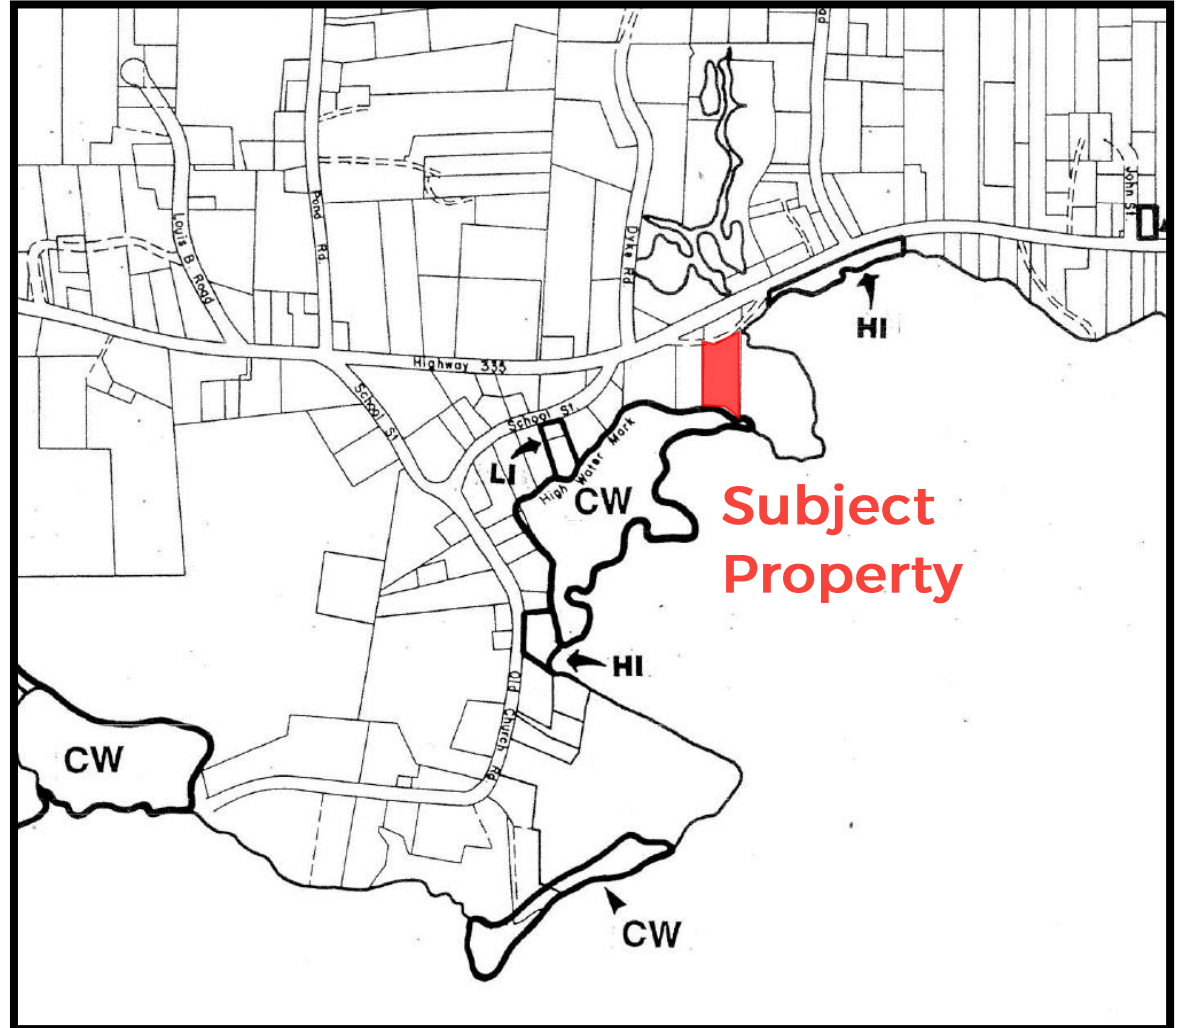 ad
John St.
Louis B. Road
Pond Rd
Dyke Rd
HI
Highway 333
School St.
School St.
LI
High Water Mark
CW
Subject
Property
HI
Old Church Rd.
CW
CW